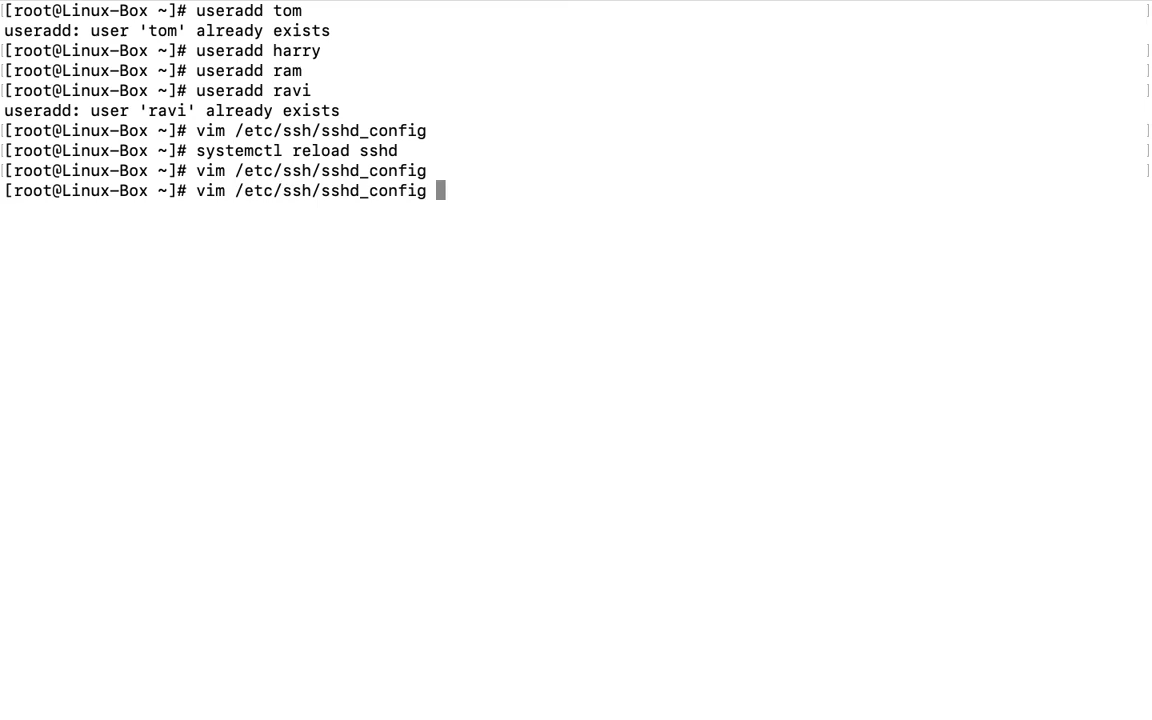 [root@Linux-Box ~]# useradd tom
useradd: user 'tom' already exists
[root@Linux-Box ~]# useradd harry
[root@Linux-Box ~]# useradd ram
[root@Linux-Box ~]# useradd ravi
useradd: user 'ravi' already exists
[root@Linux-Box ~]# vim /etc/ssh/sshd_config
[root@Linux-Box ~]# systemctl reload sshd
[root@Linux-Box ~]# vim /etc/ssh/sshd_config
[root@Linux-Box ~]# vim /etc/ssh/sshd_config